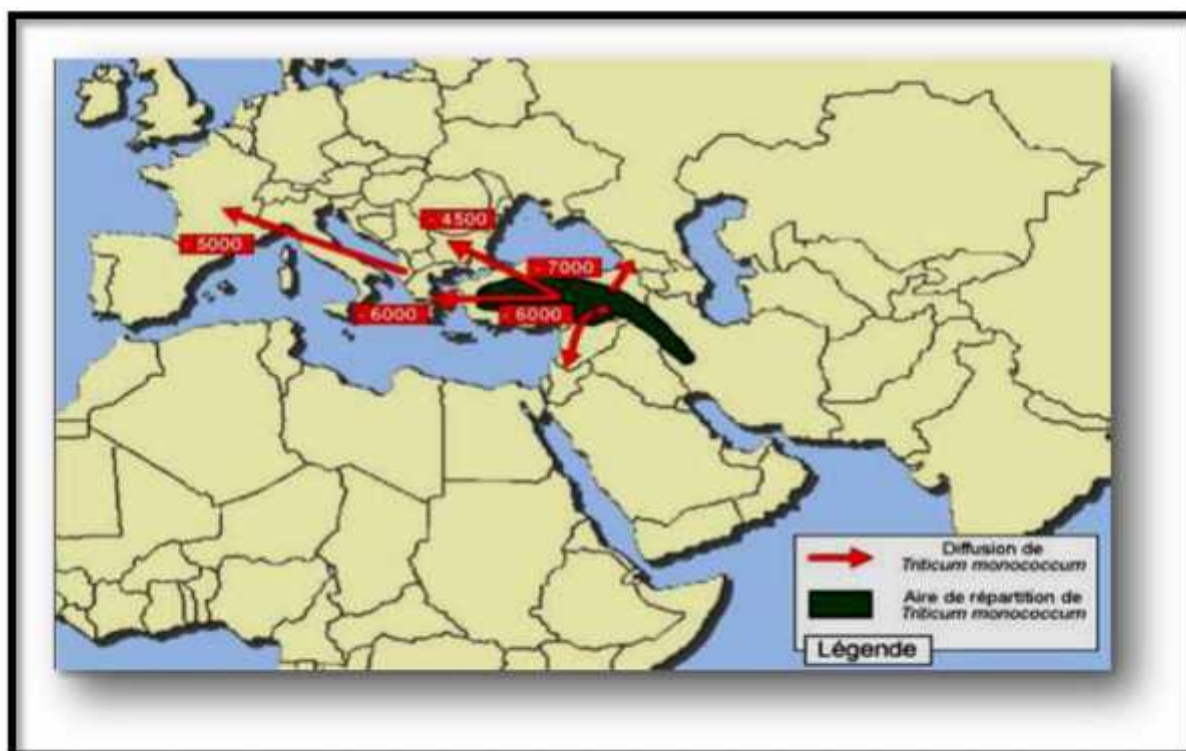 - 4500
- 5000
- 7000
- 6000
- 6000
Diffusion de
Triticum monococcum
Aire de répartition de
Triticum monococcum
Légende